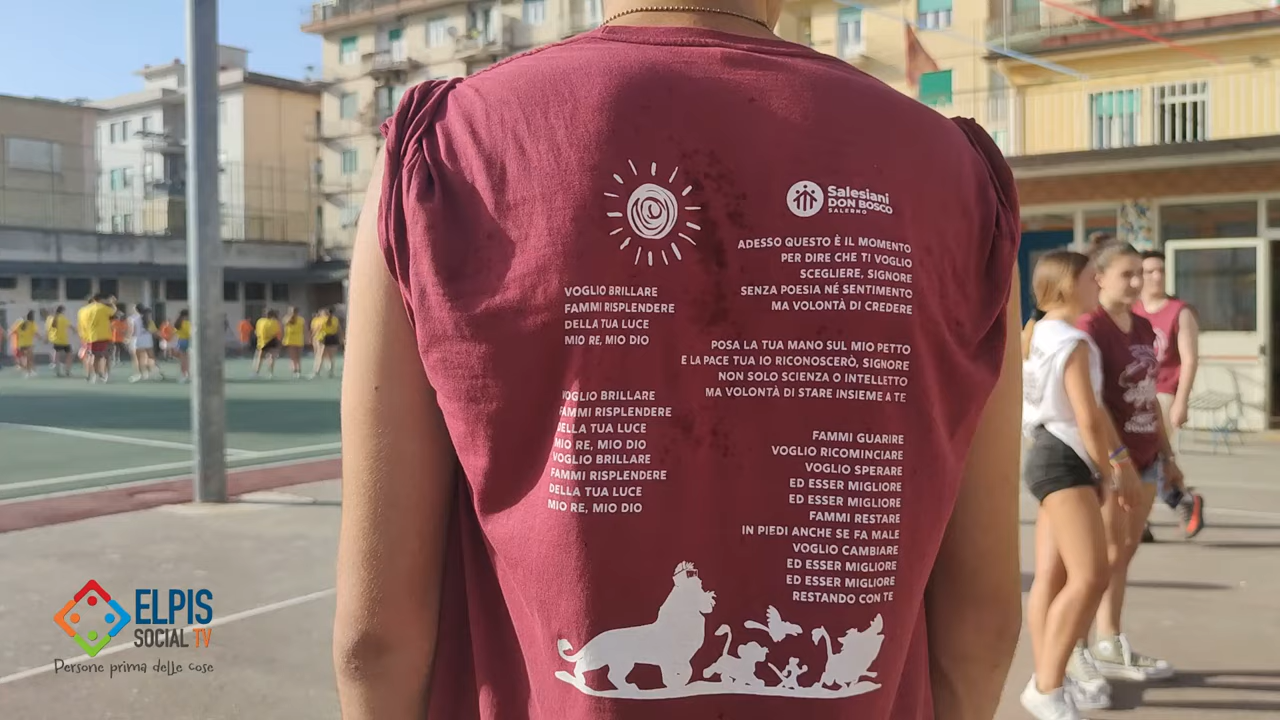 Salesiani
DON BOSCO
SALERNO
VOGLIO BRILLARE
FAMMI RISPLENDERE
DELLA TUA LUCE
MIO RE, MIO DIO
VOGLIO BRILLARE
FAMMI RISPLENDERE
DELLA TUA LUCE
MIO RE, MIO DIO
VOGLIO BRILLARE
FAMMI RISPLENDERE
DELLA TUA LUCE
MIO RE, MIO DIO
ADESSO QUESTO È IL MOMENTO
PER DIRE CHE TI VOGLIO
SCEGLIERE, SIGNORE
SENZA POESIA NÉ SENTIMENTO
MA VOLONTÀ DI CREDERE
POSA LA TUA MANO SUL MIO PETTO
E LA PACE TUA IO RICONOSCERÒ, SIGNORE
NON SOLO SCIENZA O INTELLETTO
MA VOLONTÀ DI STARE INSIEME A TE
FAMMI GUARIRE
VOGLIO RICOMINCIARE
VOGLIO SPERARE
ED ESSER MIGLIORE
ED ESSER MIGLIORE
FAMMI RESTARE
IN PIEDI ANCHE SE FA MALE
VOGLIO CAMBIARE
ED ESSER MIGLIORE
ED ESSER MIGLIORE
RESTANDO CON TE
ELPIS
SOCIAL TV
Persone prima delle cose